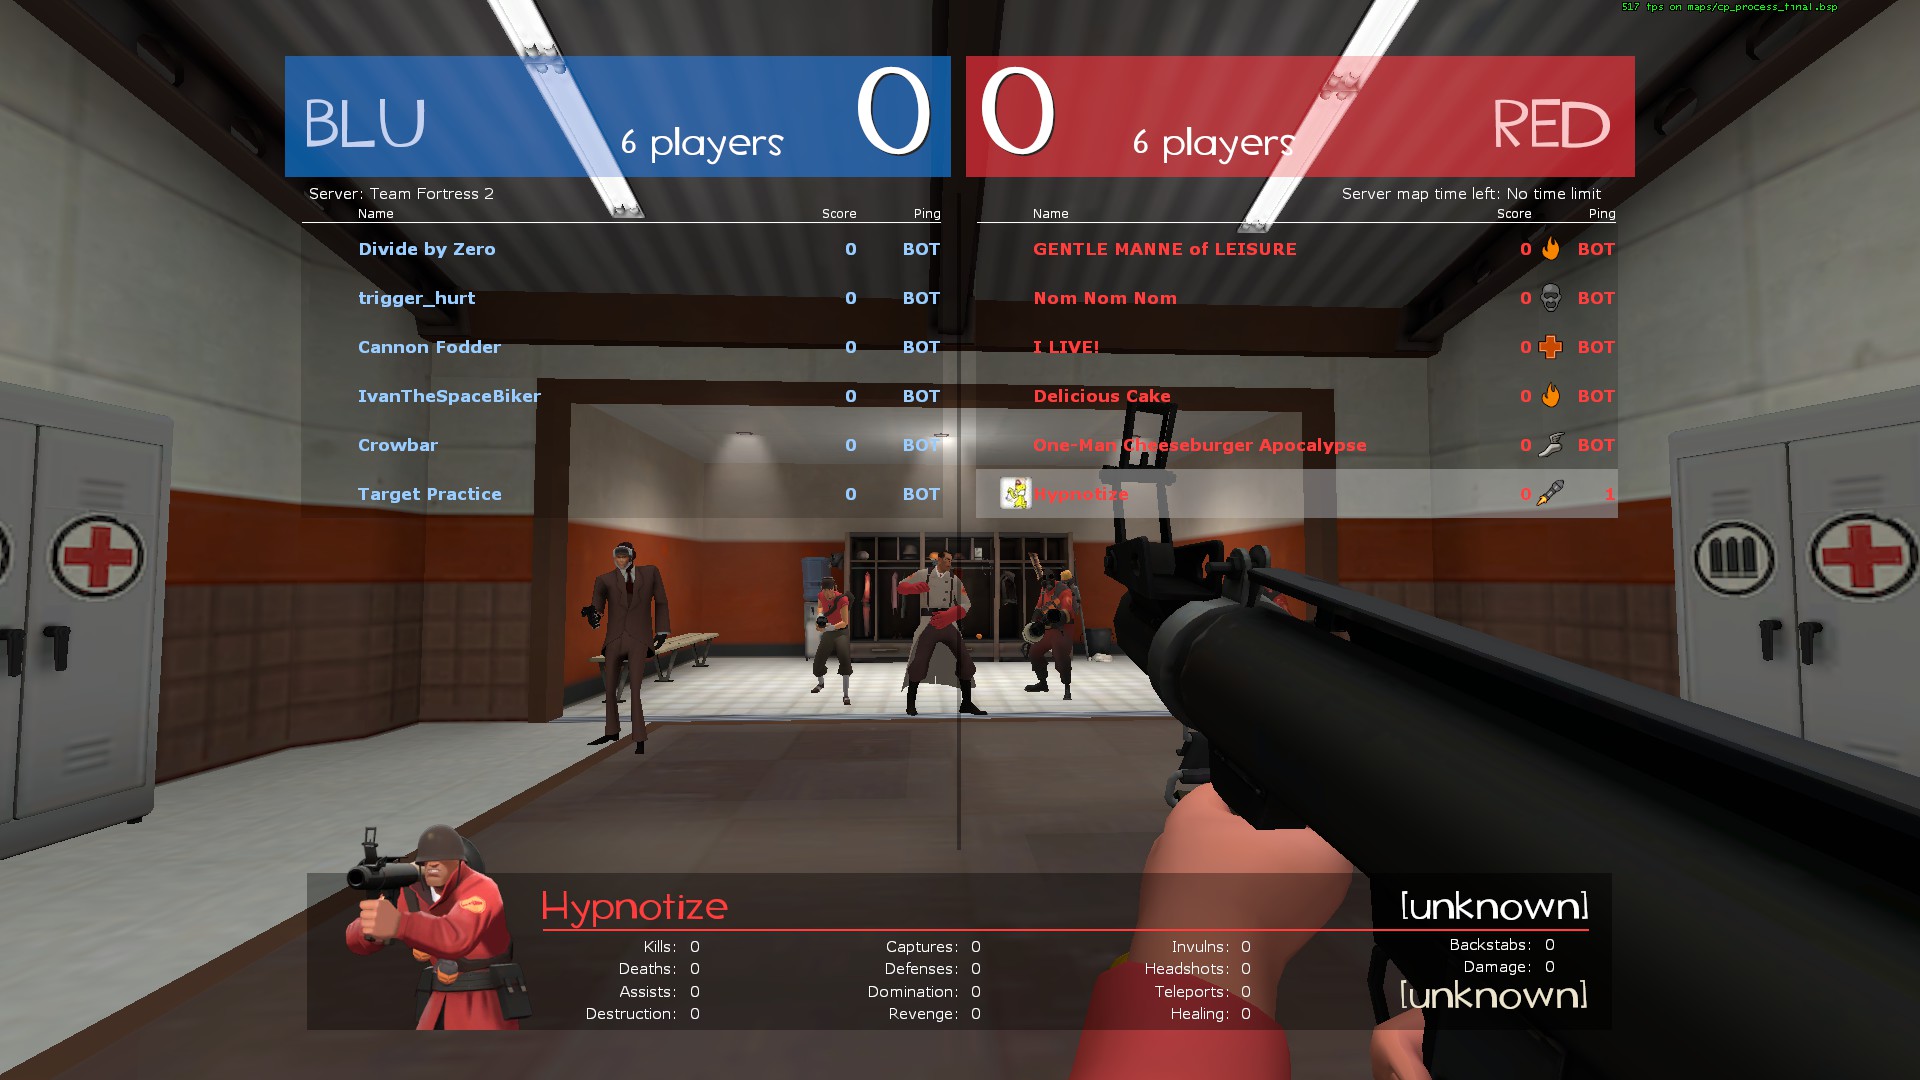 517 fps on maps/cp_process_final.bsp
BLU 6 players 0
0 6 players RED
Server: Team Fortress 2
Server map time left: No time limit
Name Score Ping
Name Score Ping
Divide by Zero 0 BOT
GENTLE MANNE of LEISURE 0 BOT
trigger_hurt 0 BOT
Nom Nom Nom 0 BOT
Cannon Fodder 0 BOT
I LIVE! 0 BOT
IvanTheSpaceBiker 0 BOT
Delicious Cake 0 BOT
Crowbar 0 BOT
One-Man Cheeseburger Apocalypse 0 BOT
Target Practice 0 BOT
Hypnotize 0 1
Hypnotize [unknown]
Kills: 0 Captures: 0 Invulns: 0 Backstabs: 0
Deaths: 0 Defenses: 0 Headshots: 0 Damage: 0
Assists: 0 Domination: 0 Teleports: 0 [unknown]
Destruction: 0 Revenge: 0 Healing: 0